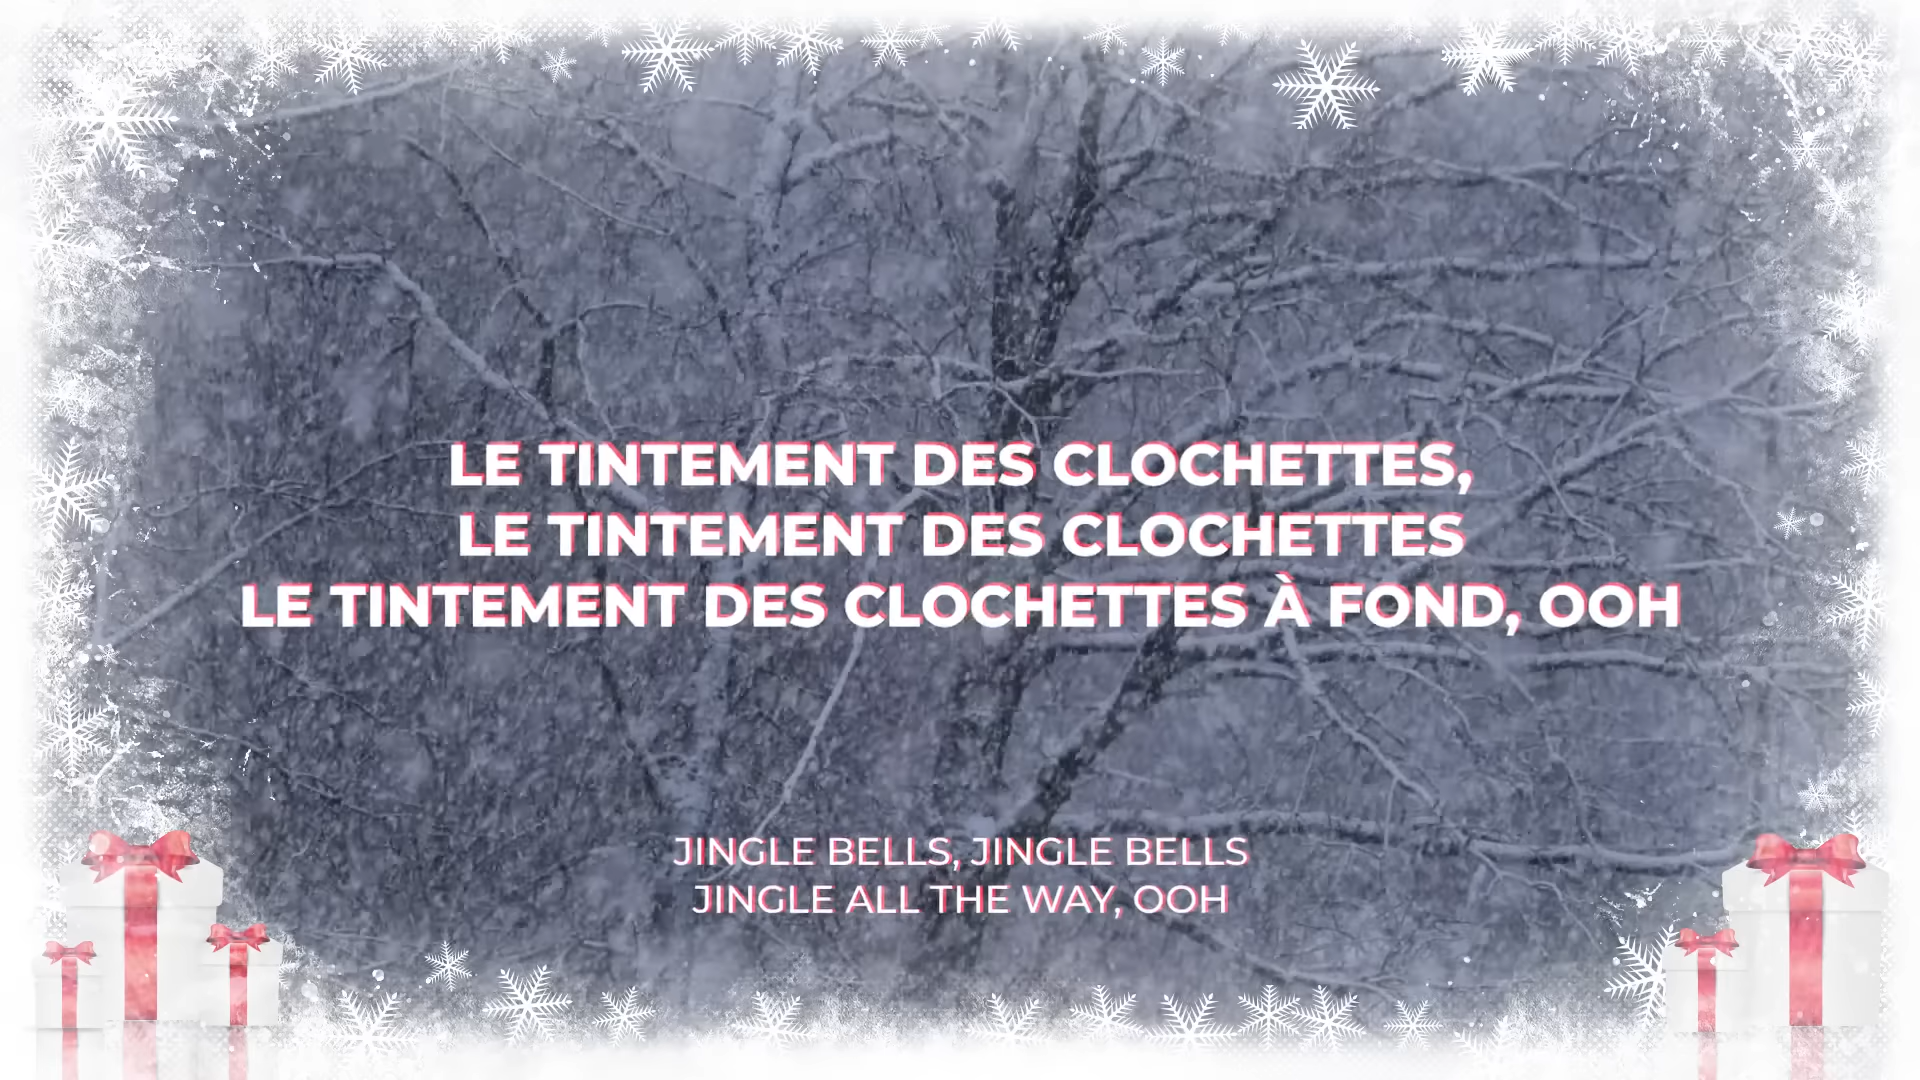 LE TINTEMENT DES CLOCHETTES,
LE TINTEMENT DES CLOCHETTES
LE TINTEMENT DES CLOCHETTES À FOND, OOH
JINGLE BELLS, JINGLE BELLS
JINGLE ALL THE WAY, OOH